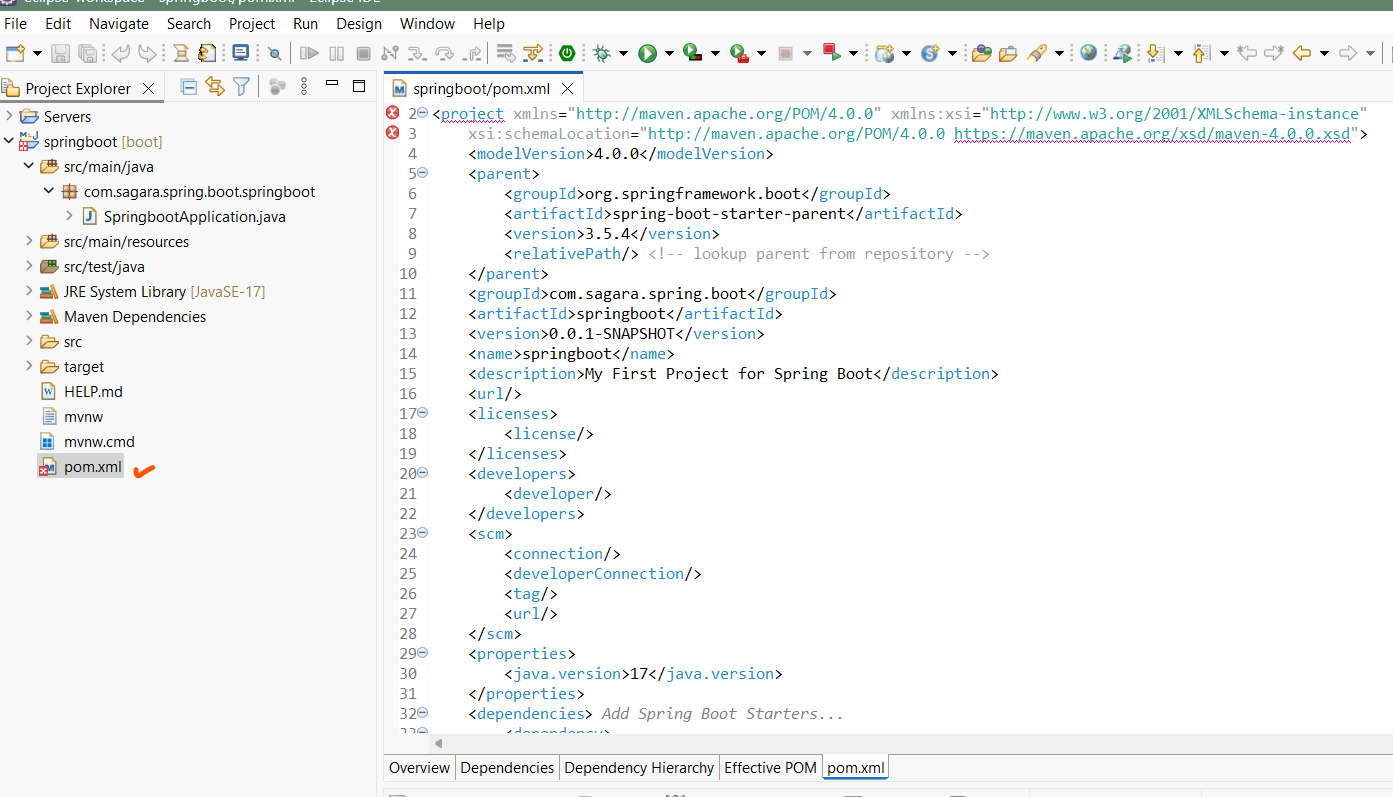 eclipse-workspace - springboot/pom.xml - Eclipse IDE
File Edit Navigate Search Project Run Design Window Help
Project Explorer
springboot/pom.xml
Servers
springboot [boot]
src/main/java
com.sagara.spring.boot.springboot
SpringbootApplication.java
src/main/resources
src/test/java
JRE System Library [JavaSE-17]
Maven Dependencies
src
target
HELP.md
mvnw
mvnw.cmd
pom.xml
2 <project xmlns="http://maven.apache.org/POM/4.0.0" xmlns:xsi="http://www.w3.org/2001/XMLSchema-instance"
3 xsi:schemaLocation="http://maven.apache.org/POM/4.0.0 https://maven.apache.org/xsd/maven-4.0.0.xsd">
4 <modelVersion>4.0.0</modelVersion>
5 <parent>
6 <groupId>org.springframework.boot</groupId>
7 <artifactId>spring-boot-starter-parent</artifactId>
8 <version>3.5.4</version>
9 <relativePath/> <!-- lookup parent from repository -->
10 </parent>
11 <groupId>com.sagara.spring.boot</groupId>
12 <artifactId>springboot</artifactId>
13 <version>0.0.1-SNAPSHOT</version>
14 <name>springboot</name>
15 <description>My First Project for Spring Boot</description>
16 <url/>
17 <licenses>
18 <license/>
19 </licenses>
20 <developers>
21 <developer/>
22 </developers>
23 <scm>
24 <connection/>
25 <developerConnection/>
26 <tag/>
27 <url/>
28 </scm>
29 <properties>
30 <java.version>17</java.version>
31 </properties>
32 <dependencies> Add Spring Boot Starters...
33 <dependency>
Overview Dependencies Dependency Hierarchy Effective POM pom.xml